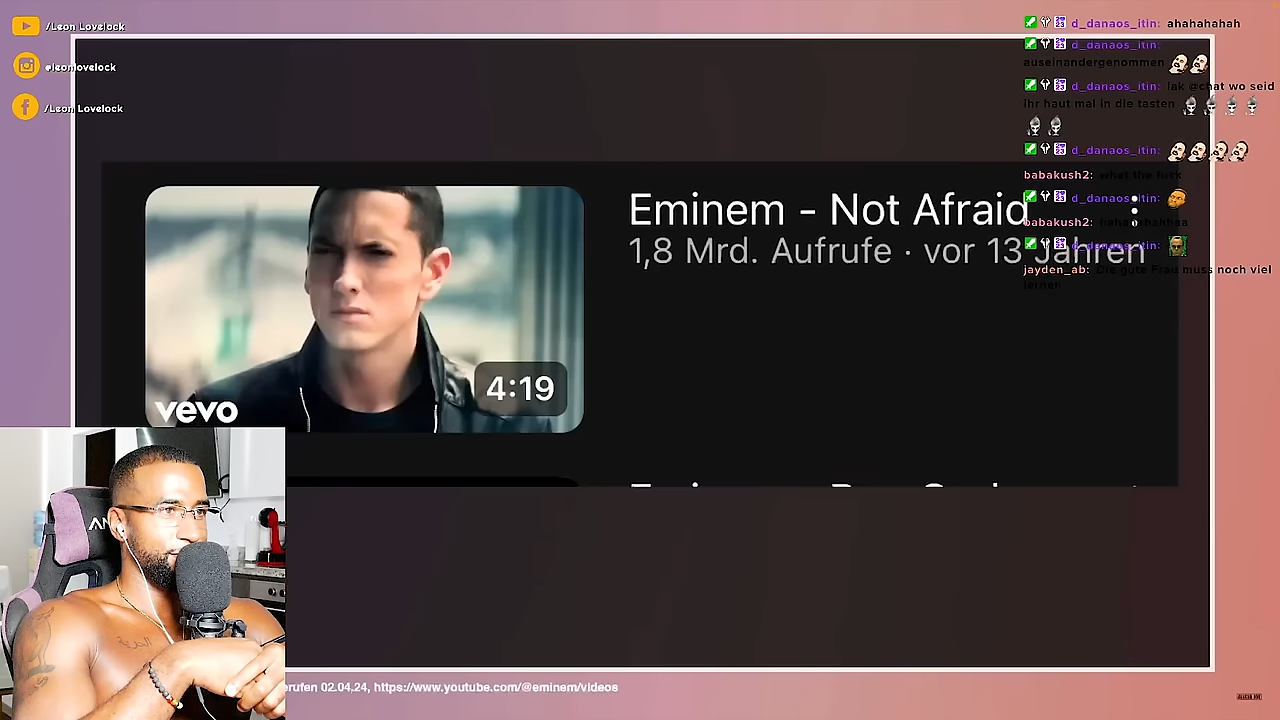 /Leon Lovelock
@leonlovelock
/Leon Lovelock
d_danaos_itin: ahahahahah
d_danaos_itin:
auseinandergenommen
d_danaos_itin: lak @chat wo seid
ihr haut mal in die tasten
d_danaos_itin:
babakush2: what the fuck
d_danaos_itin:
babakush2:
d_danaos_itin:
jayden_ab: Die gute Frau muss noch viel
lernen
Eminem - Not Afraid
1,8 Mrd. Aufrufe · vor 13 Jahren
4:19
vevo
AN
erufen 02.04.24, https://www.youtube.com/@eminem/videos